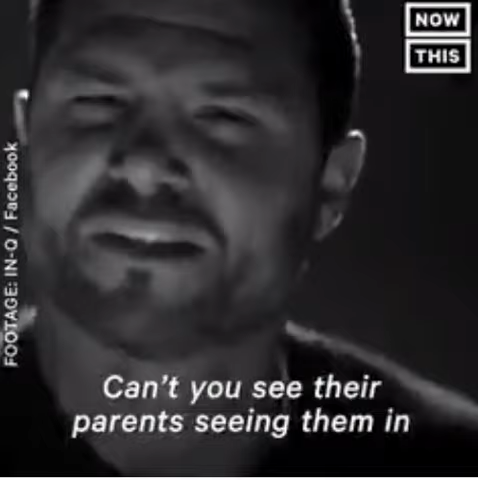 NOW
THIS
FOOTAGE: IN-Q / Facebook
Can't you see their
parents seeing them in